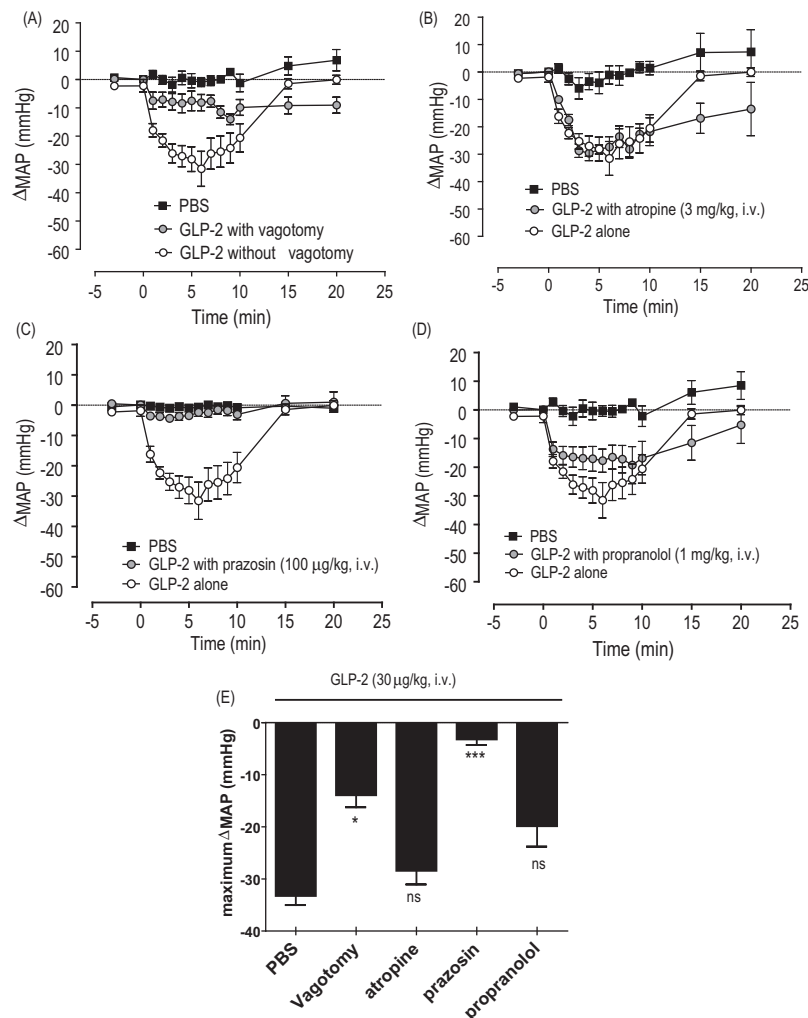 (A)
20
10
0
-10
-20
-30
-40
-50
-60
ΔMAP (mmHg)
PBS
GLP-2 with vagotomy
GLP-2 without vagotomy
-5 0 5 10 15 20 25
Time (min)
(B)
20
10
0
-10
-20
-30
-40
-50
-60
ΔMAP (mmHg)
PBS
GLP-2 with atropine (3 mg/kg, i.v.)
GLP-2 alone
-5 0 5 10 15 20 25
Time (min)
(C)
20
10
0
-10
-20
-30
-40
-50
-60
ΔMAP (mmHg)
PBS
GLP-2 with prazosin (100 μg/kg, i.v.)
GLP-2 alone
-5 0 5 10 15 20 25
Time (min)
(D)
20
10
0
-10
-20
-30
-40
-50
-60
ΔMAP (mmHg)
PBS
GLP-2 with propranolol (1 mg/kg, i.v.)
GLP-2 alone
-5 0 5 10 15 20 25
Time (min)
(E)
GLP-2 (30 μg/kg, i.v.)
0
-10
-20
-30
-40
maximum ΔMAP (mmHg)
*
ns
***
ns
PBS
Vagotomy
atropine
prazosin
propranolol